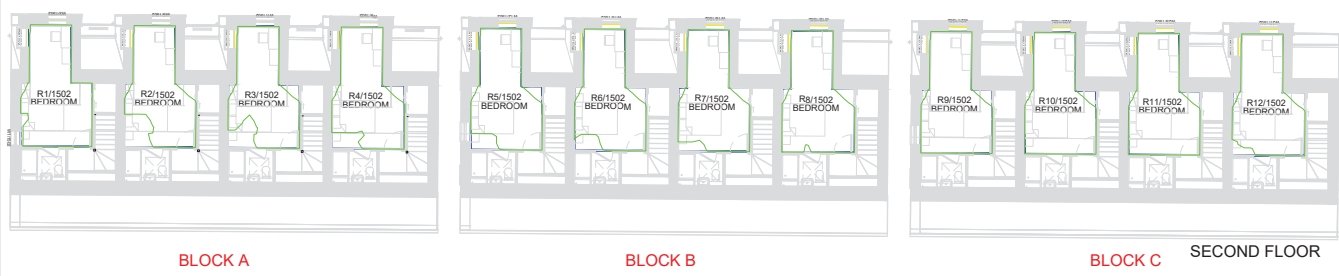 R1/1502
BEDROOM
R2/1502
BEDROOM
R3/1502
BEDROOM
R4/1502
BEDROOM
R5/1502
BEDROOM
R6/1502
BEDROOM
R7/1502
BEDROOM
R8/1502
BEDROOM
R9/1502
BEDROOM
R10/1502
BEDROOM
R11/1502
BEDROOM
R12/1502
BEDROOM
BLOCK A
BLOCK B
BLOCK C
SECOND FLOOR